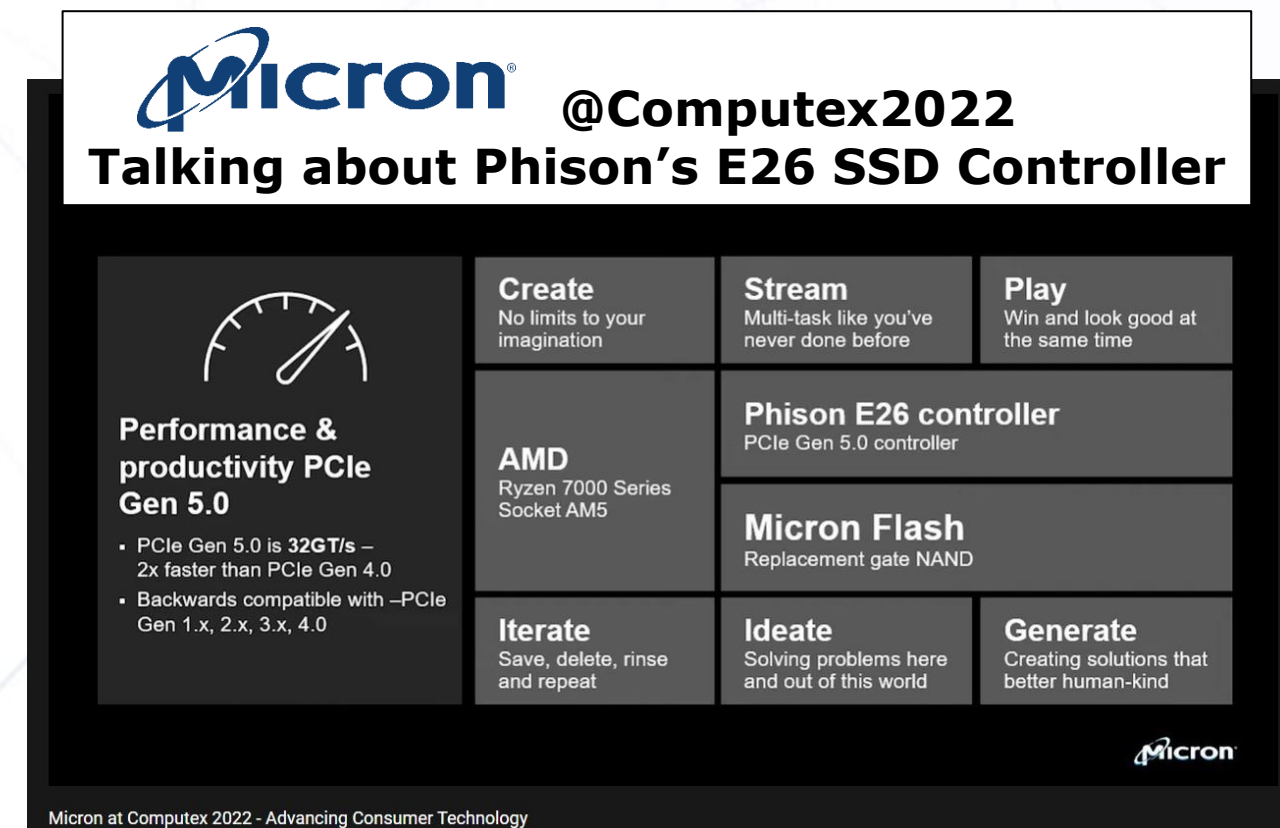 Micron® @Computex2022
Talking about Phison’s E26 SSD Controller
Performance &
productivity PCIe
Gen 5.0
▪ PCIe Gen 5.0 is 32GT/s –
2x faster than PCIe Gen 4.0
▪ Backwards compatible with –PCIe
Gen 1.x, 2.x, 3.x, 4.0
Create
No limits to your
imagination
Stream
Multi-task like you’ve
never done before
Play
Win and look good at
the same time
AMD
Ryzen 7000 Series
Socket AM5
Phison E26 controller
PCIe Gen 5.0 controller
Micron Flash
Replacement gate NAND
Iterate
Save, delete, rinse
and repeat
Ideate
Solving problems here
and out of this world
Generate
Creating solutions that
better human-kind
Micron
Micron at Computex 2022 - Advancing Consumer Technology